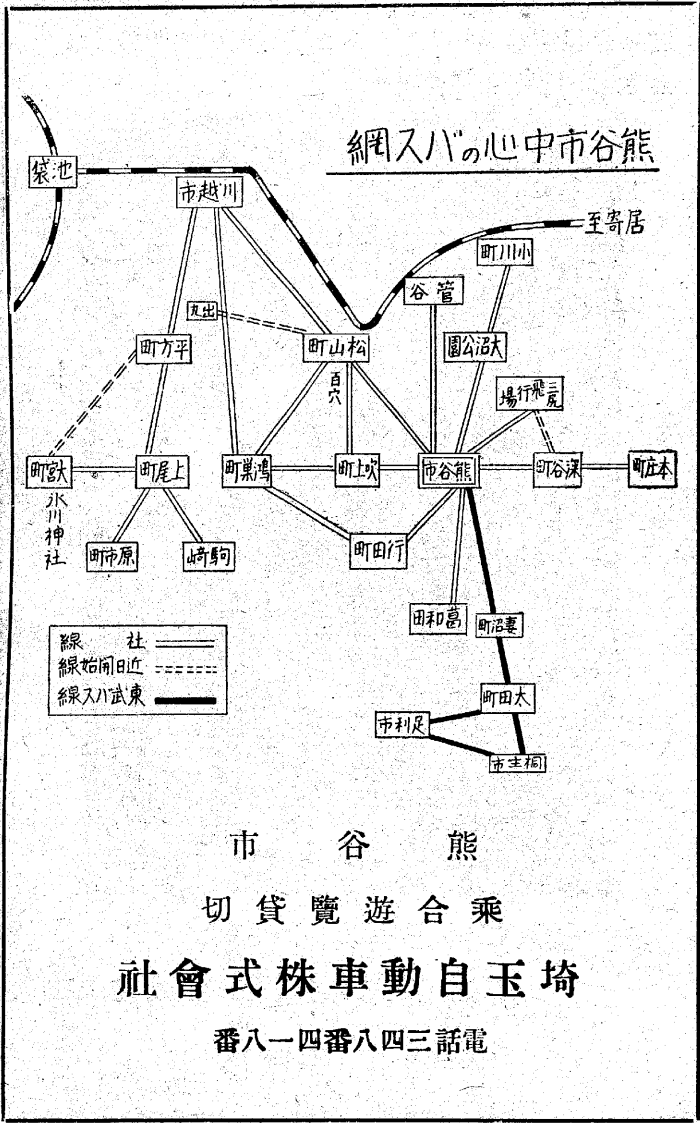 熊谷市中心のバス網
池袋
川越市
至寄居
小川町
管谷
出丸
平方町
松山町
百穴
大沼公園
三尻飛行場
大宮町
氷川神社
上尾町
鴻巣町
吹上町
熊谷市
深谷町
本庄町
原市町
駒崎
行田町
葛和田
妻沼町
社線
近日開始線
東武バス線
太田町
足利市
桐生市
熊谷市
乗合遊覽貸切
埼玉自動車株式會社
電話三四八番四一八番